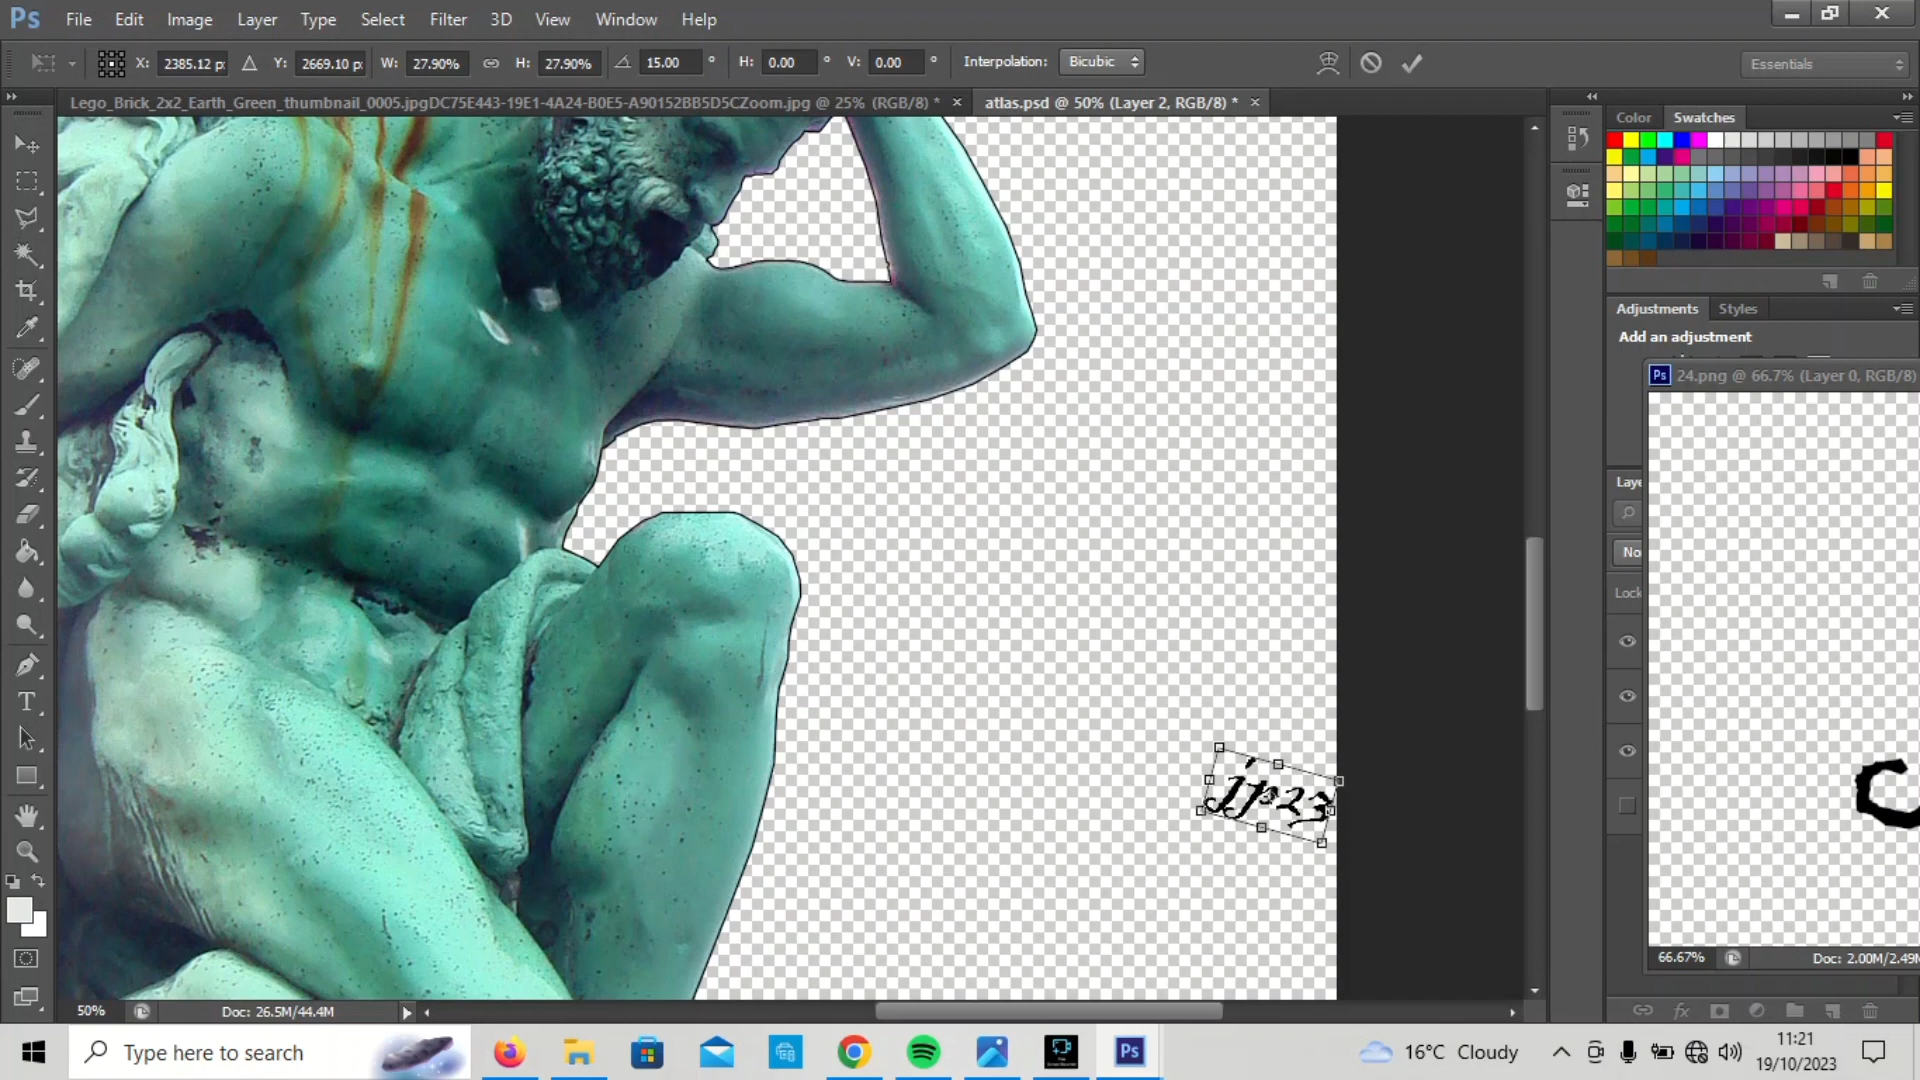 Ps File Edit Image Layer Type Select Filter 3D View Window Help
X: 2385.12 p Y: 2669.10 p W: 27.90% H: 27.90% 15.00 ° H: 0.00 ° V: 0.00 ° Interpolation: Bicubic Essentials
Lego_Brick_2x2_Earth_Green_thumbnail_0005.jpgDC75E443-19E1-4A24-B0E5-A90152BB5D5CZoom.jpg @ 25% (RGB/8) * × atlas.psd @ 50% (Layer 2, RGB/8) * ×
Color Swatches
Adjustments Styles
Add an adjustment
Ps 24.png @ 66.7% (Layer 0, RGB/8)
Laye
No
Lock
jp23
66.67% Doc: 2.00M/2.49M
50% Doc: 26.5M/44.4M
Type here to search Ps 16°C Cloudy 11:21
19/10/2023